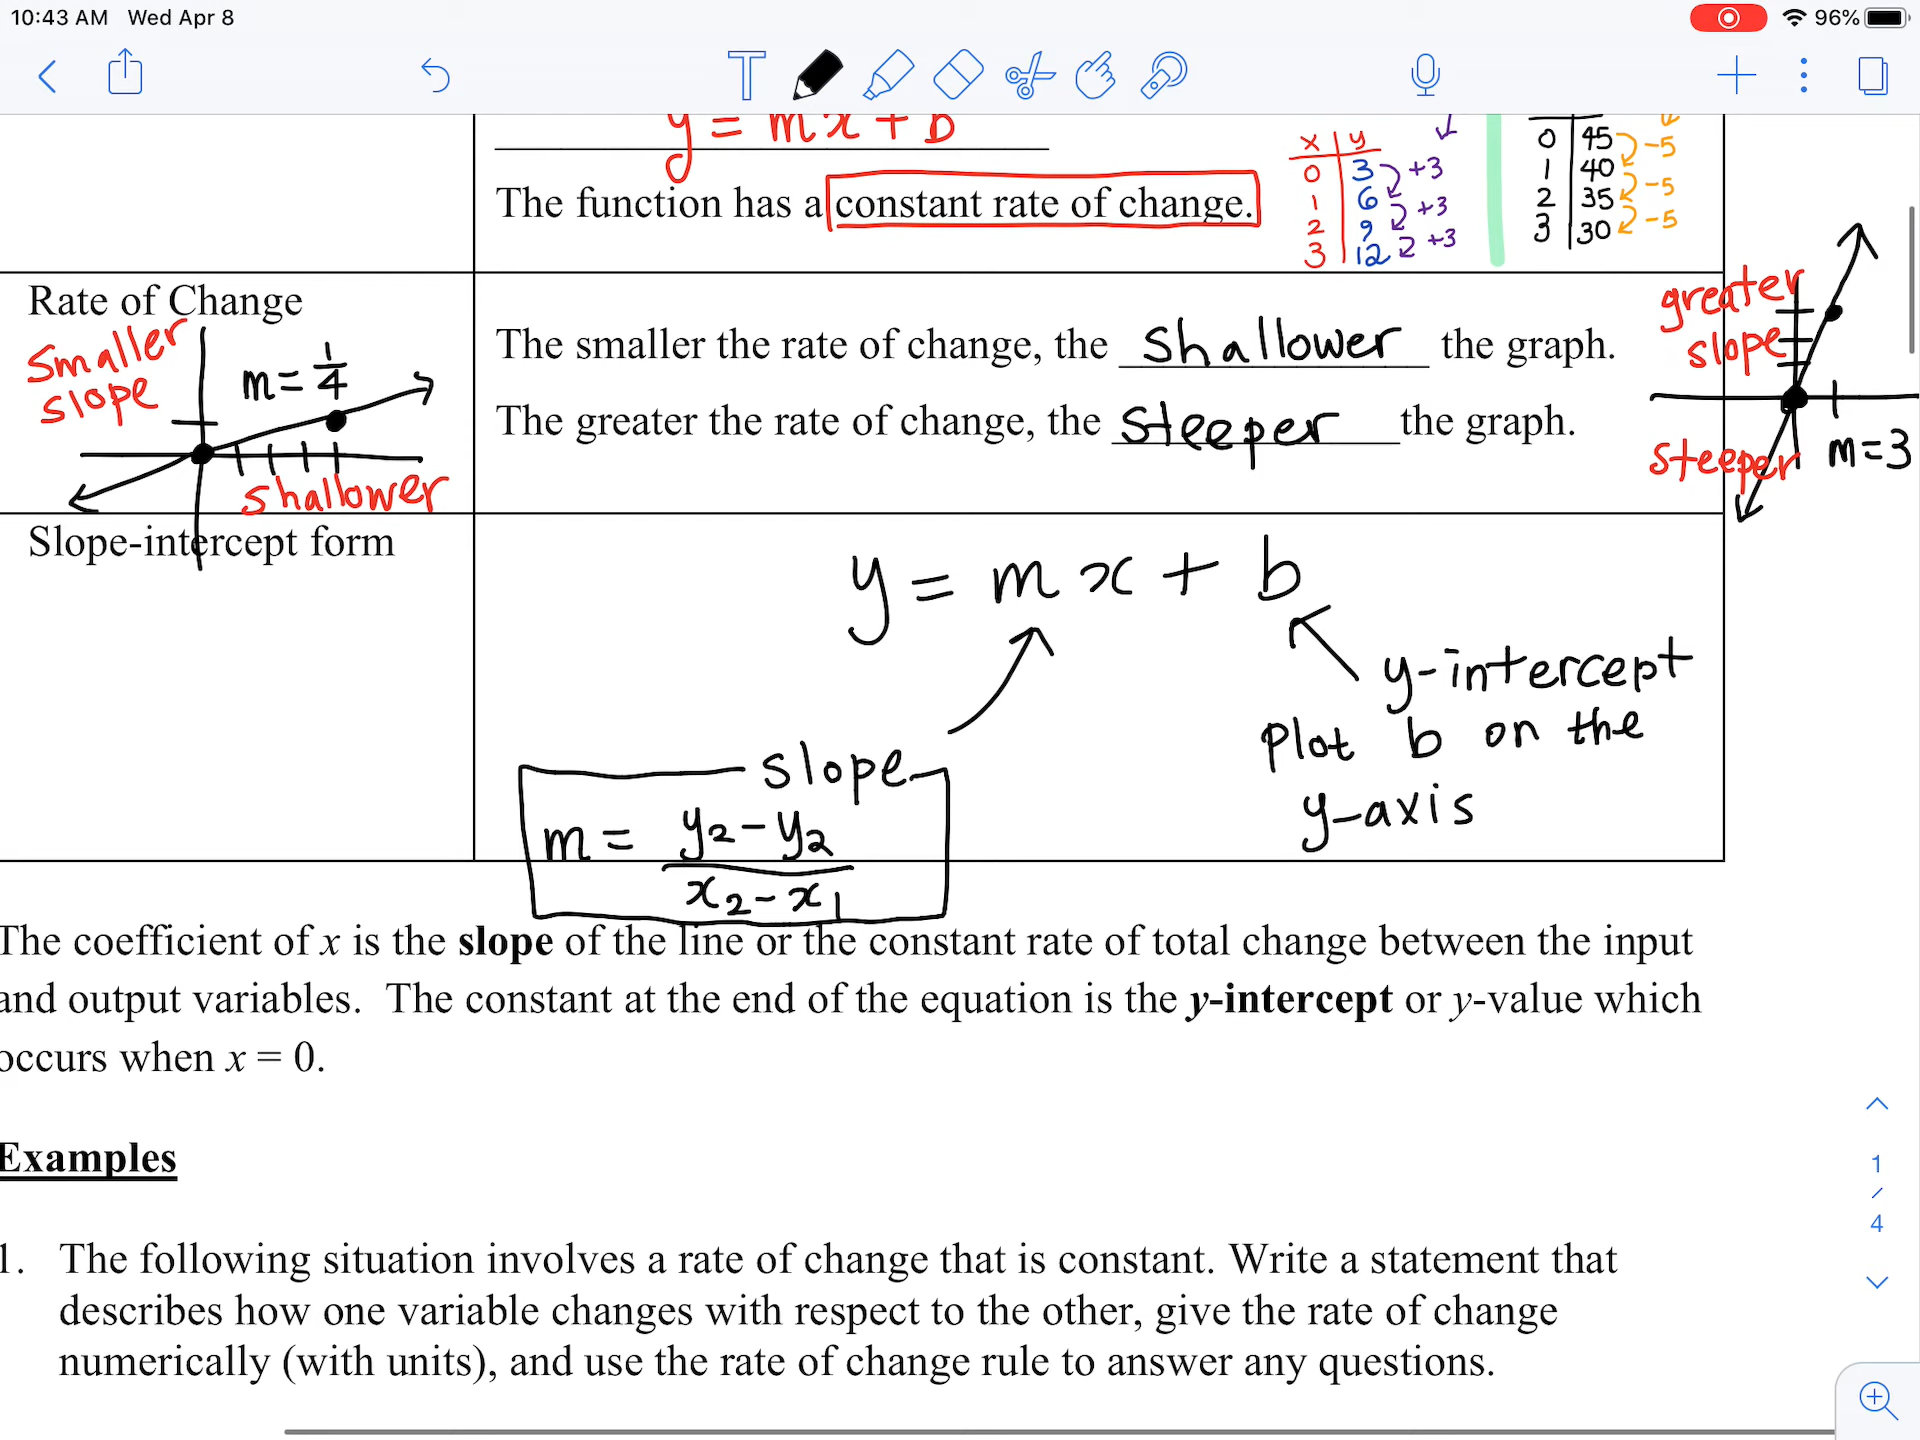 10:43 AM Wed Apr 8
96%
y = mx + b
The function has a constant rate of change.
x y
0 3 +3
1 6 +3
2 9 +3
3 12
0 45 -5
1 40 -5
2 35 -5
3 30
Rate of Change
smaller
slope
m = 1/4
shallower
The smaller the rate of change, the shallower the graph.
The greater the rate of change, the steeper the graph.
greater
slope
steeper
m=3
Slope-intercept form
y = mx + b
y-intercept
plot b on the
y-axis
slope
m = y2-y2
x2-x1
The coefficient of x is the slope of the line or the constant rate of total change between the input
and output variables. The constant at the end of the equation is the y-intercept or y-value which
occurs when x = 0.
Examples
1. The following situation involves a rate of change that is constant. Write a statement that
describes how one variable changes with respect to the other, give the rate of change
numerically (with units), and use the rate of change rule to answer any questions.
1
/
4